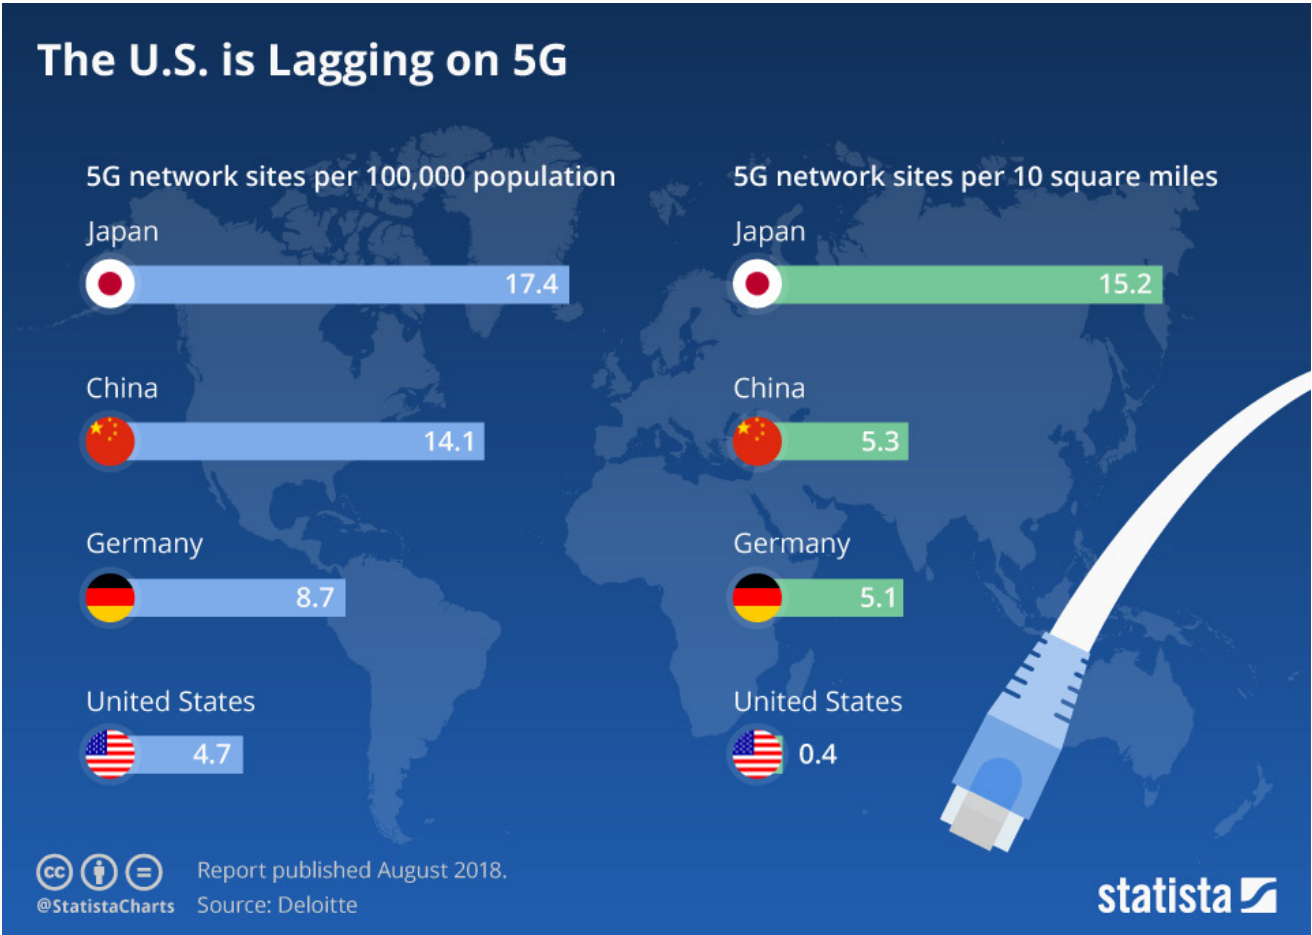 The U.S. is Lagging on 5G
5G network sites per 100,000 population
Japan
17.4
China
14.1
Germany
8.7
United States
4.7
5G network sites per 10 square miles
Japan
15.2
China
5.3
Germany
5.1
United States
0.4
cc
@StatistaCharts
Report published August 2018.
Source: Deloitte
statista